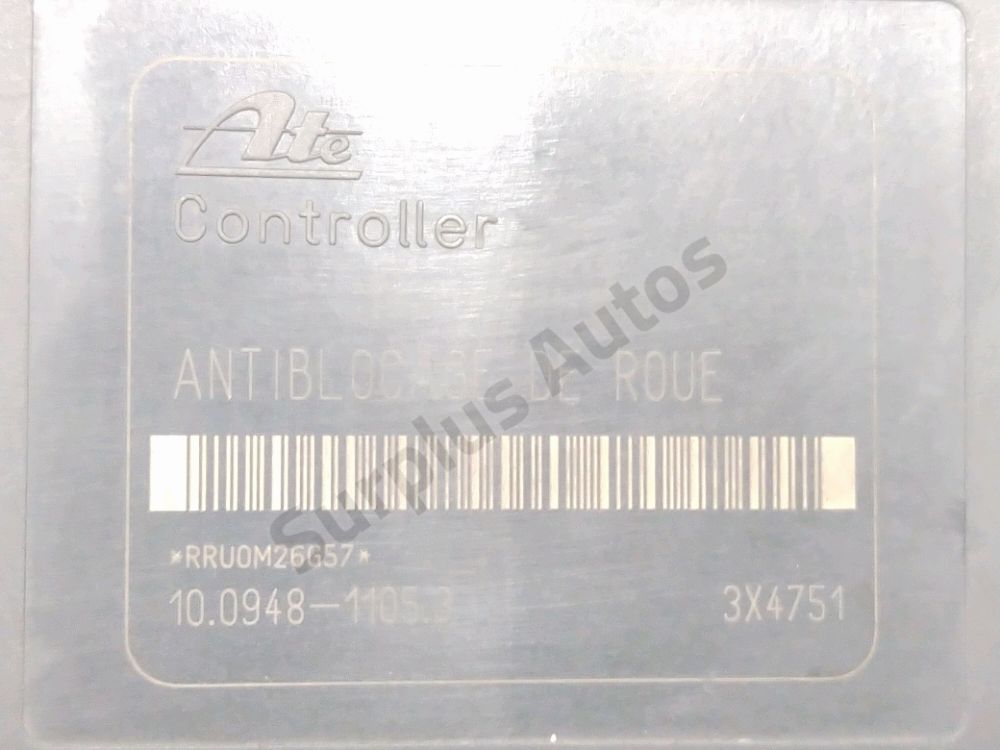 Ate
Controller
ANTIBLOCAGE DE ROUE
*RRU0M26G57*
10.0948-1105.3
3X4751
Surplus Autos